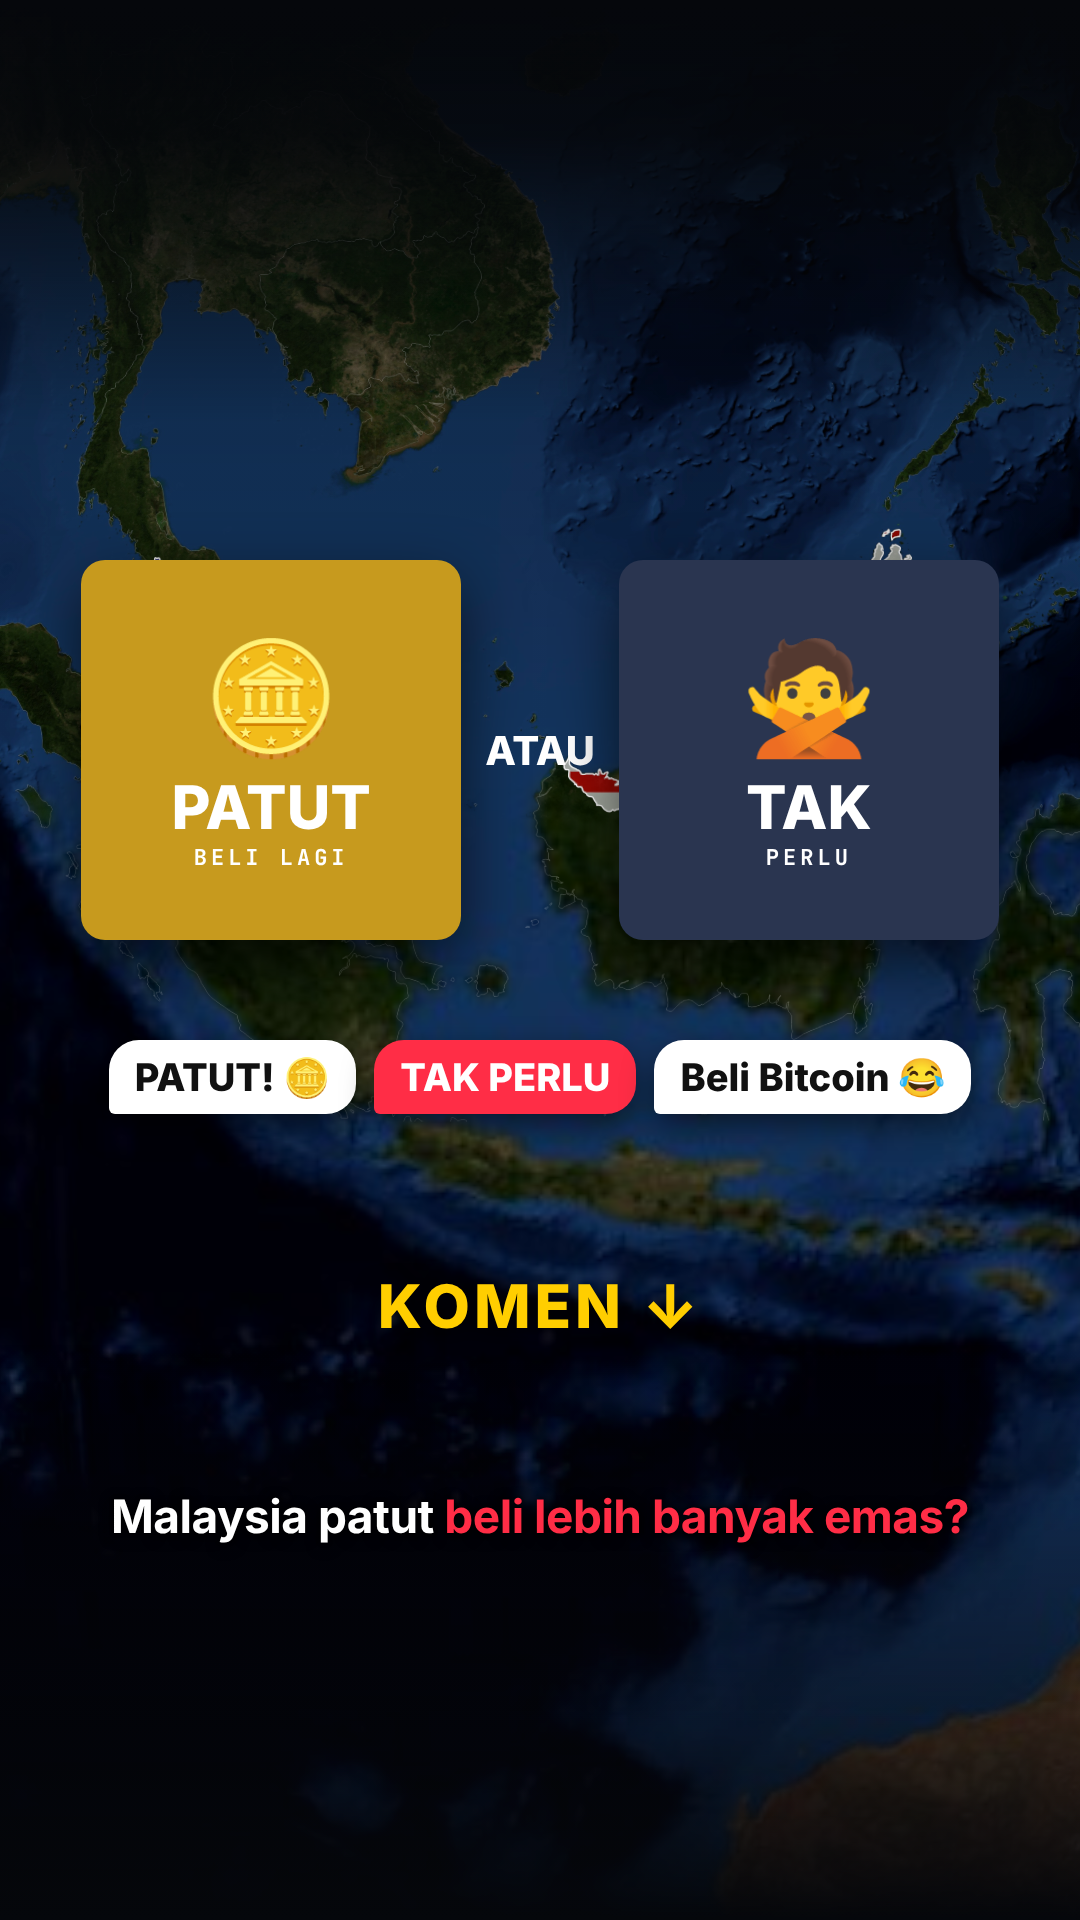 PATUT
BELI LAGI
ATAU
TAK
PERLU
PATUT! 🪙
TAK PERLU
Beli Bitcoin 😂
KOMEN ↓
Malaysia patut beli lebih banyak emas?